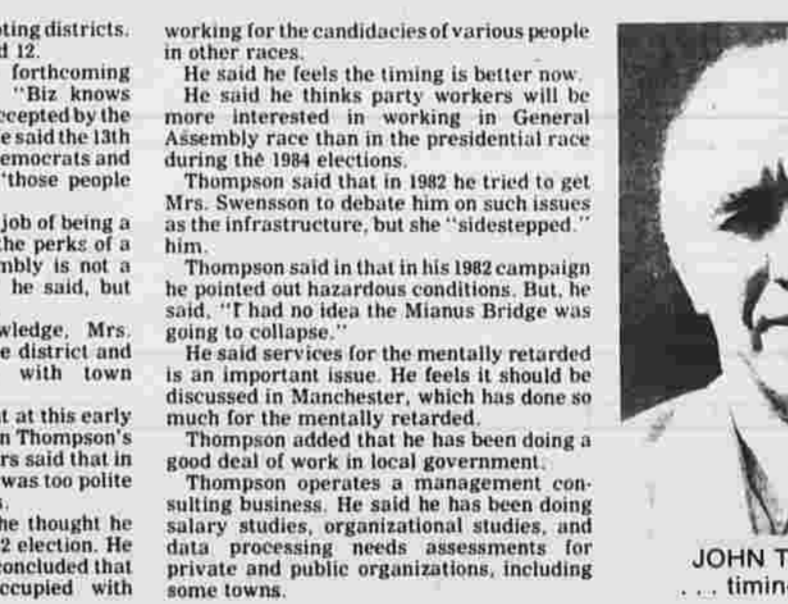 ting districts.
d 12.
forthcoming
"Biz knows
ccepted by the
e said the 13th
emocrats and
"those people
job of being a
the perks of a
mbly is not a
he said, but
wledge, Mrs.
e district and
with town
t at this early
n Thompson's
rs said that in
was too polite
s.
he thought he
2 election. He
concluded that
ccupied with
working for the candidacies of various people
in other races.
He said he feels the timing is better now.
He said he thinks party workers will be
more interested in working in General
Assembly race than in the presidential race
during the 1984 elections.
Thompson said that in 1982 he tried to get
Mrs. Swensson to debate him on such issues
as the infrastructure, but she "sidestepped."
him.
Thompson said in that in his 1982 campaign
he pointed out hazardous conditions. But, he
said, "I had no idea the Mianus Bridge was
going to collapse."
He said services for the mentally retarded
is an important issue. He feels it should be
discussed in Manchester, which has done so
much for the mentally retarded.
Thompson added that he has been doing a
good deal of work in local government.
Thompson operates a management con-
sulting business. He said he has been doing
salary studies, organizational studies, and
data processing needs assessments for
private and public organizations, including
some towns.
JOHN T
. . . timin